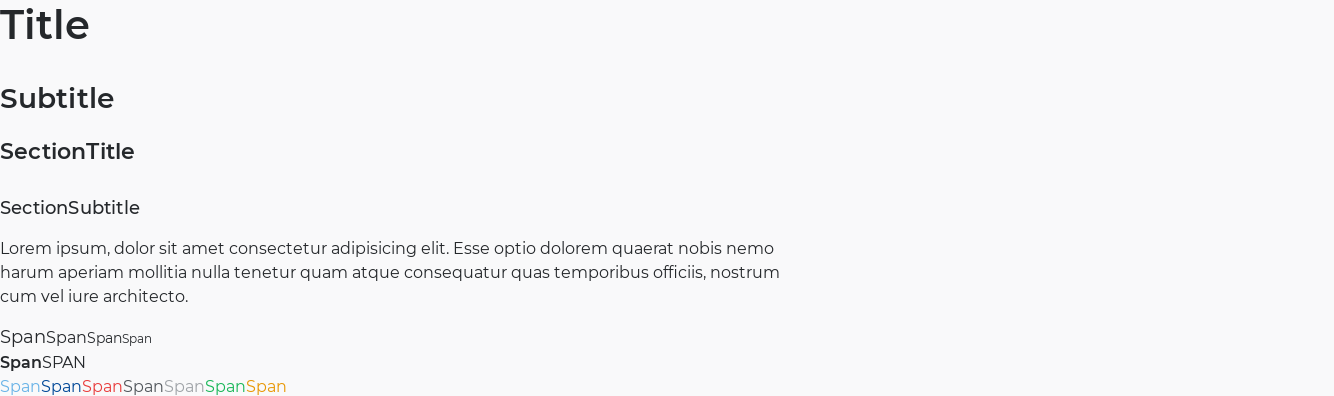 Title
Subtitle
SectionTitle
SectionSubtitle
Lorem ipsum, dolor sit amet consectetur adipisicing elit. Esse optio dolorem quaerat nobis nemo
harum aperiam mollitia nulla tenetur quam atque consequatur quas temporibus officiis, nostrum
cum vel iure architecto.
SpanSpanSpanSpan
SpanSPAN
SpanSpanSpanSpanSpanSpanSpan